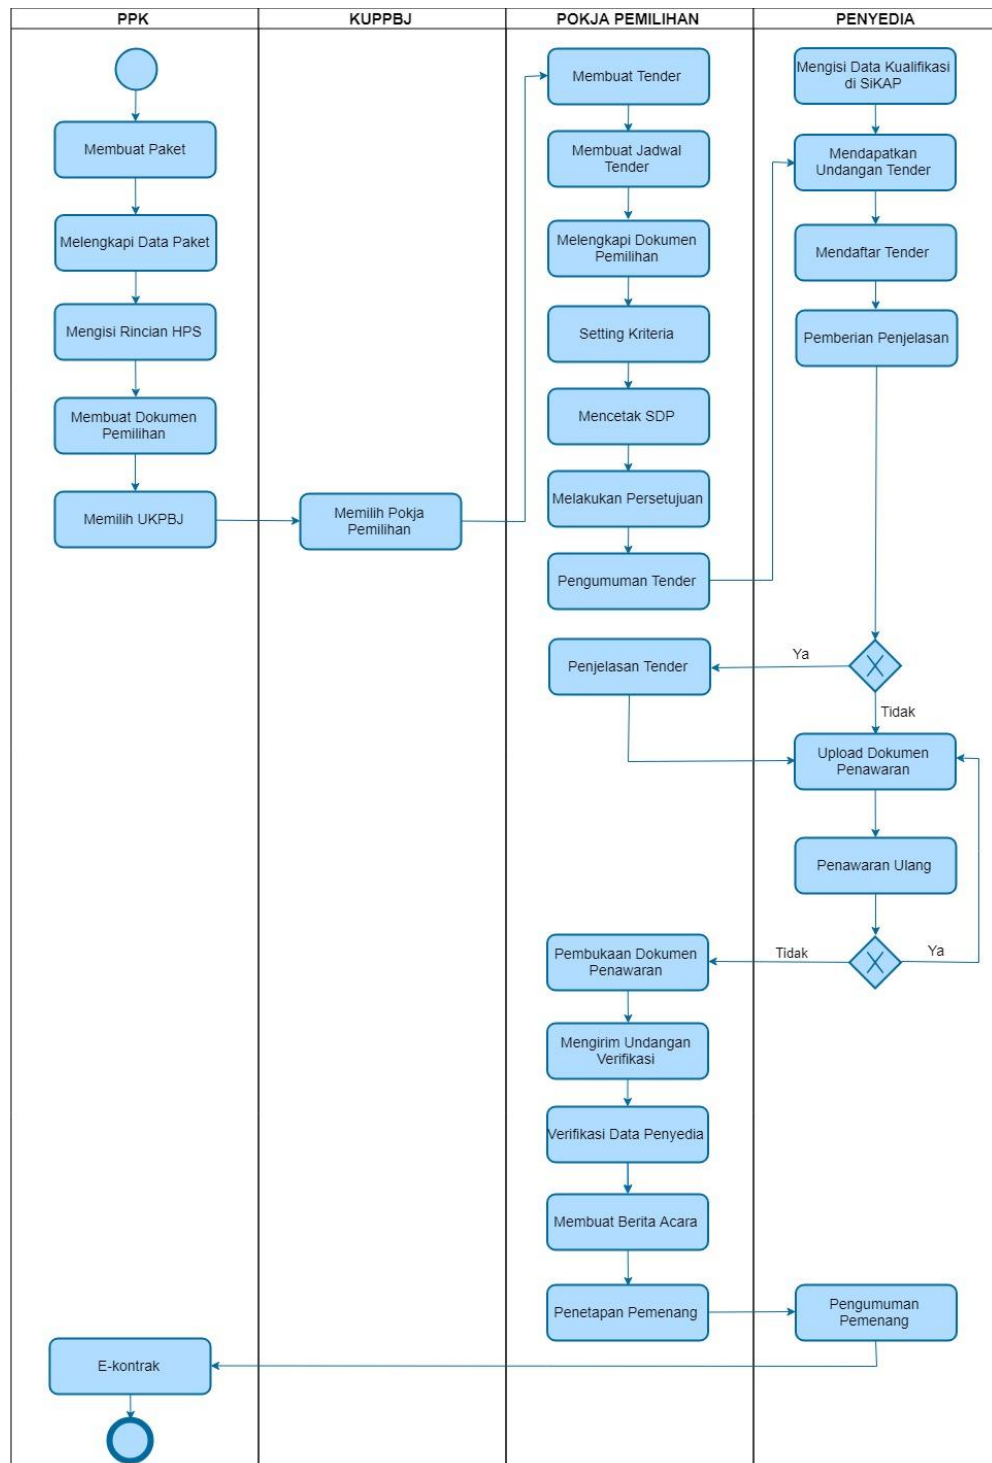 PPK
KUPPBJ
POKJA PEMILIHAN
PENYEDIA
Membuat Paket
Melengkapi Data Paket
Mengisi Rincian HPS
Membuat Dokumen
Pemilihan
Memilih UKPBJ
Memilih Pokja
Pemilihan
Membuat Tender
Membuat Jadwal
Tender
Melengkapi Dokumen
Pemilihan
Setting Kriteria
Mencetak SDP
Melakukan Persetujuan
Pengumuman Tender
Mengisi Data Kualifikasi
di SiKAP
Mendapatkan
Undangan Tender
Mendaftar Tender
Pemberian Penjelasan
Ya
Penjelasan Tender
Tidak
Upload Dokumen
Penawaran
Penawaran Ulang
Ya
Tidak
Pembukaan Dokumen
Penawaran
Mengirim Undangan
Verifikasi
Verifikasi Data Penyedia
Membuat Berita Acara
Penetapan Pemenang
Pengumuman
Pemenang
E-kontrak